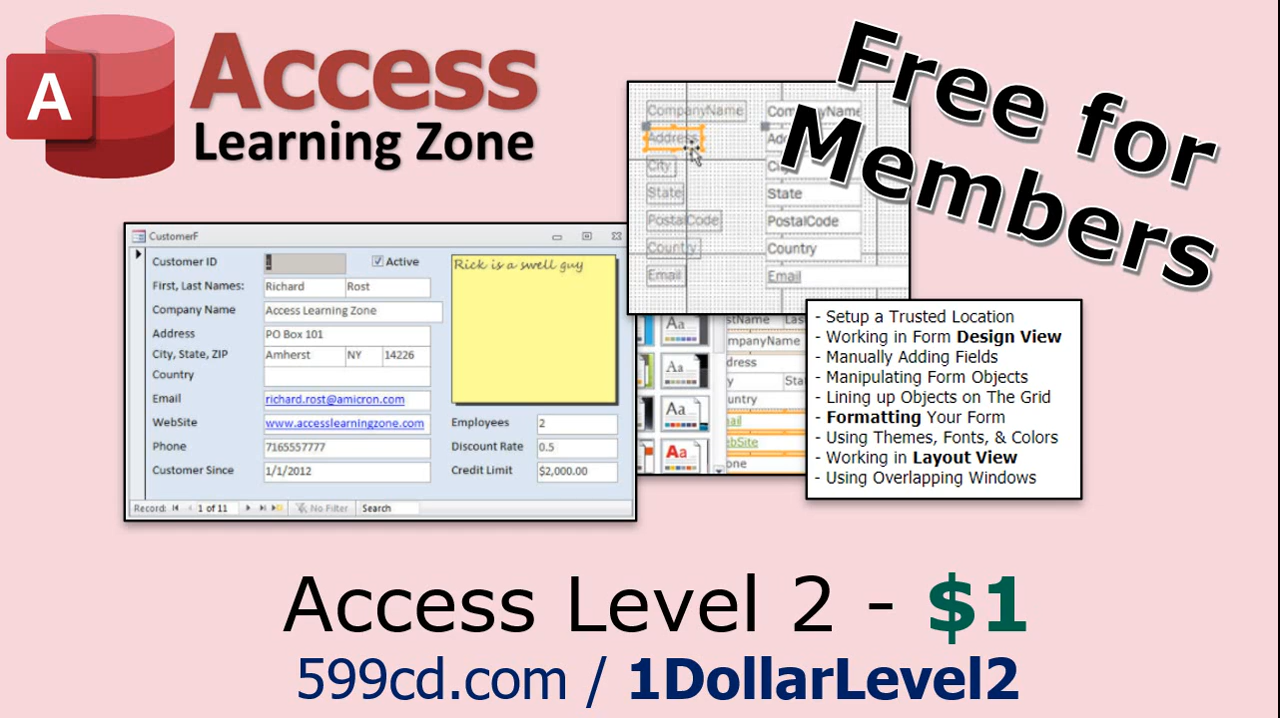 A
Access
Learning Zone
Free for
Members
CompanyName CompanyName
Address
City
State State
PostalCode PostalCode
Country Country
Email Email
CustomerF
Customer ID Active
First, Last Names: Richard Rost
Company Name Access Learning Zone
Address PO Box 101
City, State, ZIP Amherst NY 14226
Country
Email richard.rost@amicron.com
WebSite www.accesslearningzone.com
Phone 7165557777
Customer Since 1/1/2012
Rick is a swell guy
Employees 2
Discount Rate 0.5
Credit Limit $2,000.00
Record: 1 of 11 No Filter Search
Aa
Aa
Aa
Aa
- Setup a Trusted Location
- Working in Form Design View
- Manually Adding Fields
- Manipulating Form Objects
- Lining up Objects on The Grid
- Formatting Your Form
- Using Themes, Fonts, & Colors
- Working in Layout View
- Using Overlapping Windows
Access Level 2 - $1
599cd.com / 1DollarLevel2